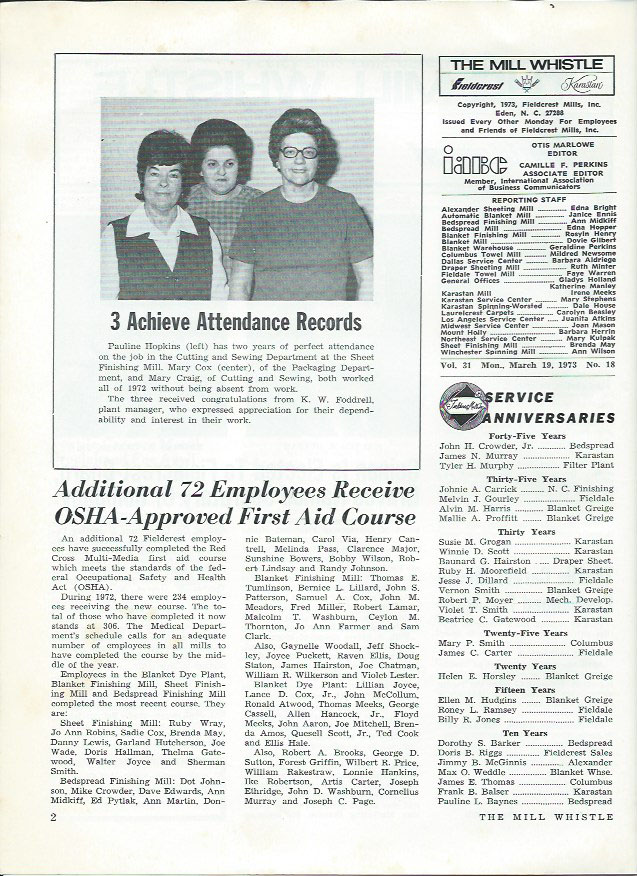 3 Achieve Attendance Records
Pauline Hopkins (left) has two years of perfect attendance
on the job in the Cutting and Sewing Department at the Sheet
Finishing Mill. Mary Cox (center), of the Packaging Depart-
ment, and Mary Craig, of Cutting and Sewing, both worked
all of 1972 without being absent from work.
The three received congratulations from K. W. Foddrell,
plant manager, who expressed appreciation for their depend-
ability and interest in their work.
Additional 72 Employees Receive
OSHA-Approved First Aid Course
An additional 72 Fieldcrest employ-
ees have successfully completed the Red
Cross Multi-Media first aid course
which meets the standards of the fed-
eral Occupational Safety and Health
Act (OSHA).
During 1972, there were 234 employ-
ees receiving the new course. The to-
tal of those who have completed it now
stands at 306. The Medical Depart-
ment's schedule calls for an adequate
number of employees in all mills to
have completed the course by the mid-
dle of the year.
Employees in the Blanket Dye Plant,
Blanket Finishing Mill, Sheet Finish-
ing Mill and Bedspread Finishing Mill
completed the most recent course. They
are:
Sheet Finishing Mill: Ruby Wray,
Jo Ann Robins, Sadie Cox, Brenda May,
Danny Lewis, Garland Hutcherson, Joe
Wade, Doris Hallman, Thelma Gate-
wood, Walter Joyce and Sherman
Smith.
Bedspread Finishing Mill: Dot John-
son, Mike Crowder, Dave Edwards, Ann
Midkiff, Ed Pytlak, Ann Martin, Don-
nie Bateman, Carol Via, Henry Can-
trell, Melinda Pass, Clarence Major,
Sunshine Bowers, Bobby Wilson, Rob-
ert Lindsay and Randy Johnson.
Blanket Finishing Mill: Thomas E.
Tumlinson, Bernice L. Lillard, John S.
Patterson, Samuel A. Cox, John M.
Meadors, Fred Miller, Robert Lamar,
Malcolm T. Washburn, Ceylon M.
Thornton, Jo Ann Farmer and Sam
Clark.
Also, Gaynelle Woodall, Jeff Shock-
ley, Joyce Puckett, Raven Ellis, Doug
Slaton, James Hairston, Joe Chatman,
William R. Wilkerson and Violet Lester.
Blanket Dye Plant: Lillian Joyce,
Lance D. Cox, Jr., John McCollum,
Ronald Atwood, Thomas Meeks, George
Cassell, Allen Hancock, Jr., Floyd
Meeks, John Aaron, Joe Mitchell, Bren-
da Amos, Quesell Scott, Jr., Ted Cook
and Ellis Hale.
Also, Robert A. Brooks, George D.
Sutton, Forest Griffin, Wilbert R. Price,
William Rakestraw, Lonnie Hankins,
Ike Robertson, Artis Carter, Joseph
Elhridge, John D. Washburn, Cornelius
Murray and Joseph C. Page.
THE MILL WHISTLE
Fieldcrest Karastan
Copyright, 1973, Fieldcrest Mills, Inc.
Eden, N. C. 27288
Issued Every Other Monday For Employees
and Friends of Fieldcrest Mills, Inc.
OTIS MARLOWE
EDITOR
CAMILLE F. PERKINS
ASSOCIATE EDITOR
Member, International Association
of Business Communicators
REPORTING STAFF
Alexander Sheeting Mill .......... Edna Bright
Automatic Blanket Mill .......... Janice Ennis
Bedspread Finishing Mill .......... Ann Midkiff
Bedspread Mill .......... Edna Hopper
Blanket Finishing Mill .......... Roslyn Henry
Blanket Mill .......... Dovie Gilbert
Blanket Warehouse .......... Geraldine Perkins
Columbus Towel Mill .......... Mildred Newsome
Dallas Service Center .......... Barbara Aldridge
Draper Sheeting Mill .......... Ruth Minter
Fieldale Towel Mill .......... Faye Warren
General Offices .......... Gladys Holland
Katherine Manley
Karastan Mill .......... Irene Meeks
Karastan Service Center .......... Mary Stephens
Karastan Spinning-Worsted .......... Dale House
Laurelcrest Carpets .......... Carolyn Beasley
Los Angeles Service Center .......... Juanita Atkins
Midwest Service Center .......... Joan Mason
Mount Holly .......... Barbara Herrin
Northeast Service Center .......... Mary Kulpak
Sheet Finishing Mill .......... Brenda May
Winchester Spinning Mill .......... Ann Wilson
Vol. 31 Mon., March 19, 1973 No. 18
SERVICE
ANNIVERSARIES
Forty-Five Years
John H. Crowder, Jr. .......... Bedspread
James N. Murray .......... Karastan
Tyler H. Murphy .......... Filter Plant
Thirty-Five Years
Johnie A. Carrick .......... N. C. Finishing
Melvin J. Gourley .......... Fieldale
Alvin M. Harris .......... Blanket Greige
Mallie A. Proffitt .......... Blanket Greige
Thirty Years
Susie M. Grogan .......... Karastan
Winnie D. Scott .......... Karastan
Baunard G. Hairston .......... Draper Sheet.
Ruby H. Moorefield .......... Karastan
Jesse J. Dillard .......... Fieldale
Vernon Smith .......... Blanket Greige
Robert P. Moyer .......... Mech. Develop.
Violet T. Smith .......... Karastan
Beatrice C. Gatewood .......... Karastan
Twenty-Five Years
Mary P. Smith .......... Columbus
James C. Carter .......... Fieldale
Twenty Years
Helen E. Horsley .......... Blanket Greige
Fifteen Years
Ellen M. Hudgins .......... Blanket Greige
Roney L. Ramsey .......... Fieldale
Billy R. Jones .......... Fieldale
Ten Years
Dorothy S. Barker .......... Bedspread
Doris B. Riggs .......... Fieldcrest Sales
Jimmy B. McGinnis .......... Alexander
Max O. Weddle .......... Blanket Whse.
James E. Thomas .......... Columbus
Frank B. Balser .......... Karastan
Pauline L. Baynes .......... Bedspread
2
THE MILL WHISTLE